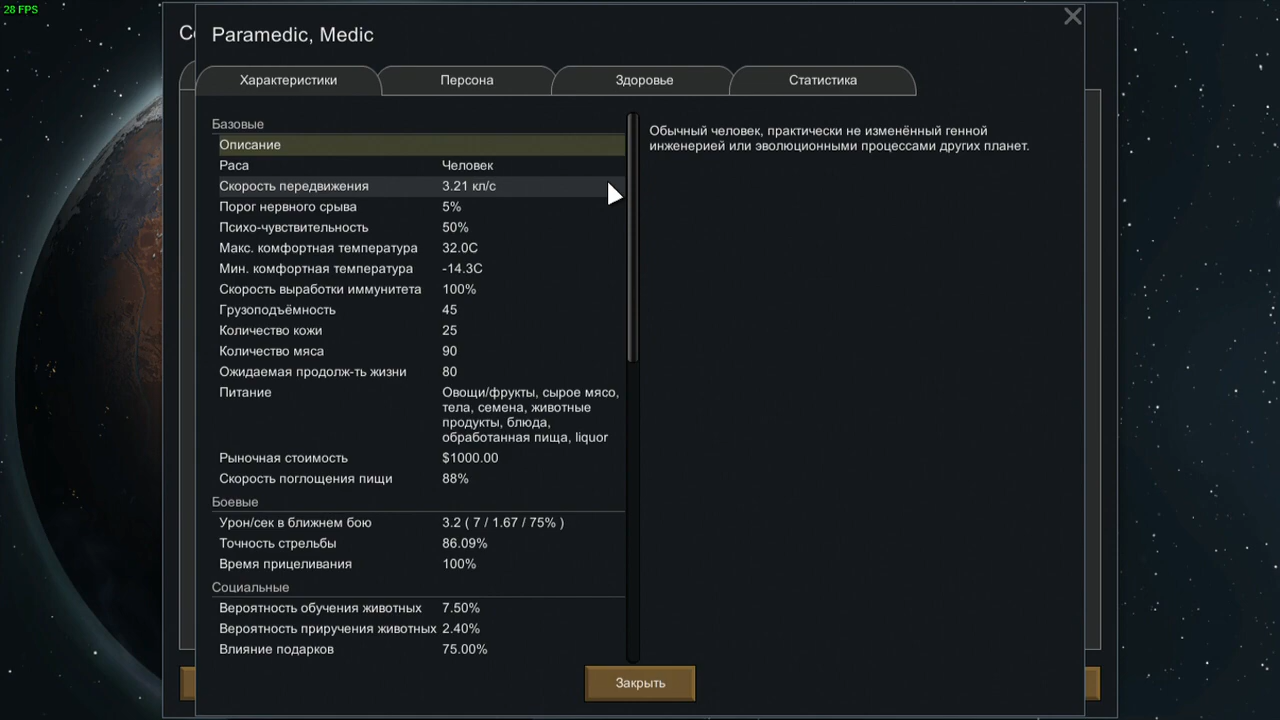 28 FPS
Paramedic, Medic
Характеристики
Персона
Здоровье
Статистика
Базовые
Описание
Раса Человек
Скорость передвижения 3.21 кл/с
Порог нервного срыва 5%
Психо-чувствительность 50%
Макс. комфортная температура 32.0C
Мин. комфортная температура -14.3C
Скорость выработки иммунитета 100%
Грузоподъёмность 45
Количество кожи 25
Количество мяса 90
Ожидаемая продолж-ть жизни 80
Питание Овощи/фрукты, сырое мясо,
тела, семена, животные
продукты, блюда,
обработанная пища, liquor
Рыночная стоимость $1000.00
Скорость поглощения пищи 88%
Боевые
Урон/сек в ближнем бою 3.2 ( 7 / 1.67 / 75% )
Точность стрельбы 86.09%
Время прицеливания 100%
Социальные
Вероятность обучения животных 7.50%
Вероятность приручения животных 2.40%
Влияние подарков 75.00%
Обычный человек, практически не изменённый генной
инженерией или эволюционными процессами других планет.
Закрыть